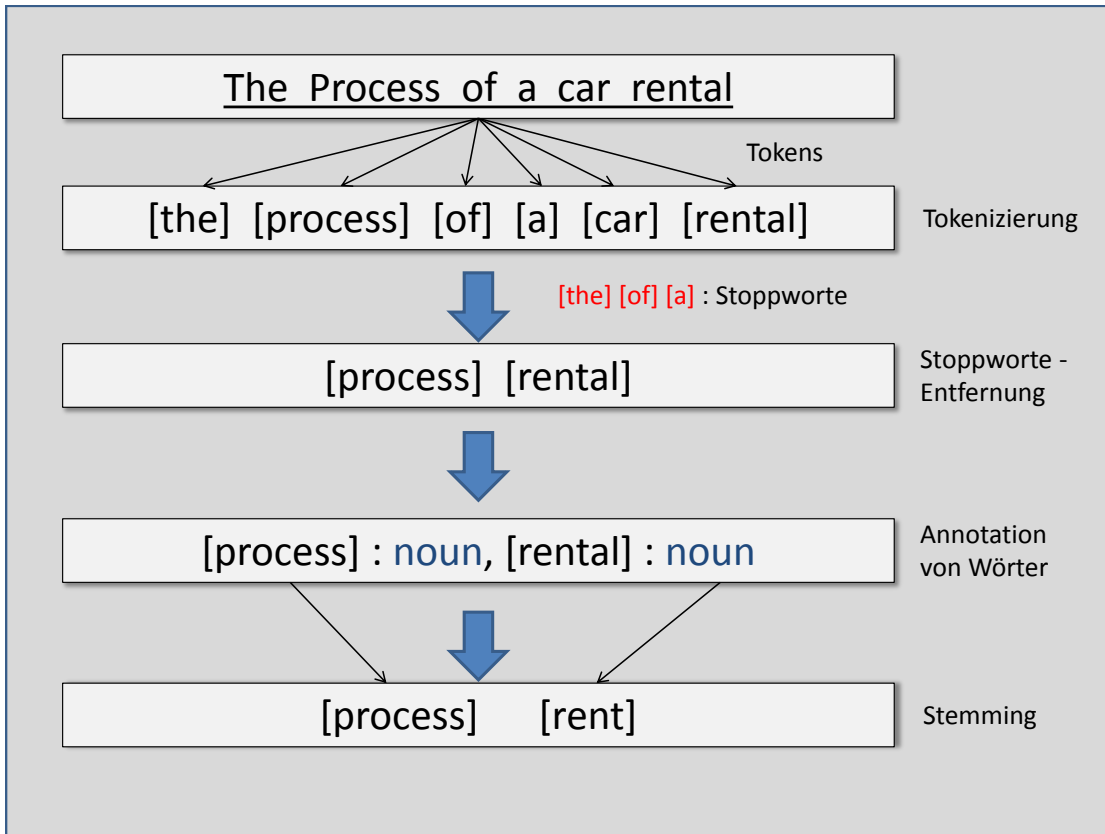 The Process of a car rental
Tokens
[the] [process] [of] [a] [car] [rental]
Tokenizierung
[the] [of] [a] : Stoppworte
[process] [rental]
Stoppworte -
Entfernung
[process] : noun, [rental] : noun
Annotation
von Wörter
[process] [rent]
Stemming